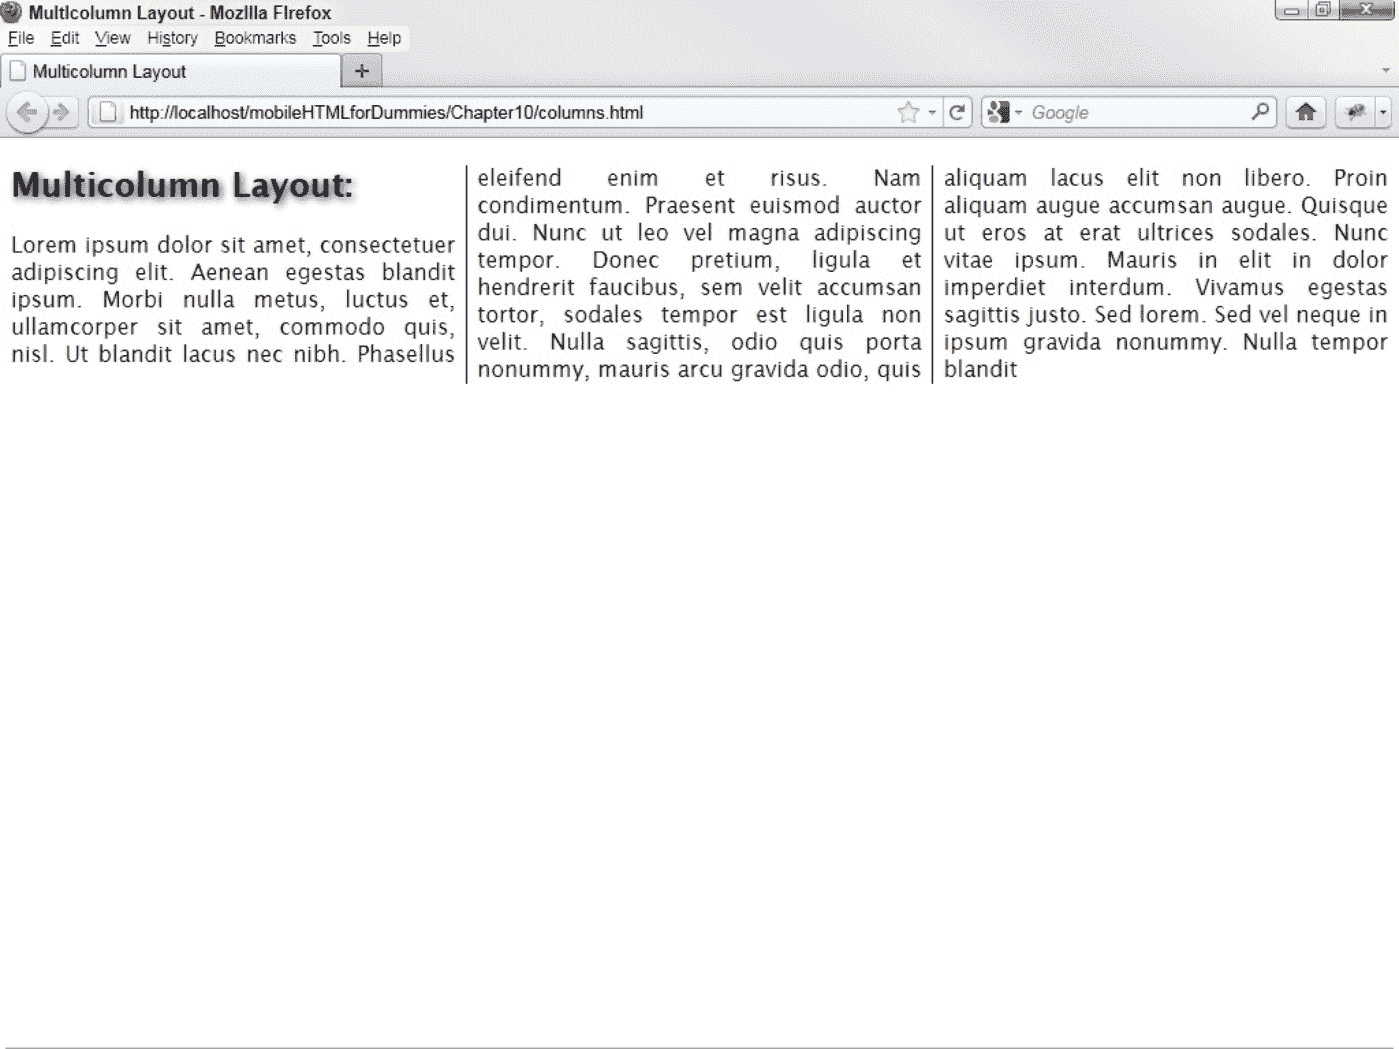 Multicolumn Layout - Mozilla Firefox
File Edit View History Bookmarks Tools Help
Multicolumn Layout
http://localhost/mobileHTMLforDummies/Chapter10/columns.html
Google
Multicolumn Layout:
Lorem ipsum dolor sit amet, consectetuer
adipiscing elit. Aenean egestas blandit
ipsum. Morbi nulla metus, luctus et,
ullamcorper sit amet, commodo quis,
nisl. Ut blandit lacus nec nibh. Phasellus
eleifend enim et risus. Nam
condimentum. Praesent euismod auctor
dui. Nunc ut leo vel magna adipiscing
tempor. Donec pretium, ligula et
hendrerit faucibus, sem velit accumsan
tortor, sodales tempor est ligula non
velit. Nulla sagittis, odio quis porta
nonummy, mauris arcu gravida odio, quis
aliquam lacus elit non libero. Proin
aliquam augue accumsan augue. Quisque
ut eros at erat ultrices sodales. Nunc
vitae ipsum. Mauris in elit in dolor
imperdiet interdum. Vivamus egestas
sagittis justo. Sed lorem. Sed vel neque in
ipsum gravida nonummy. Nulla tempor
blandit